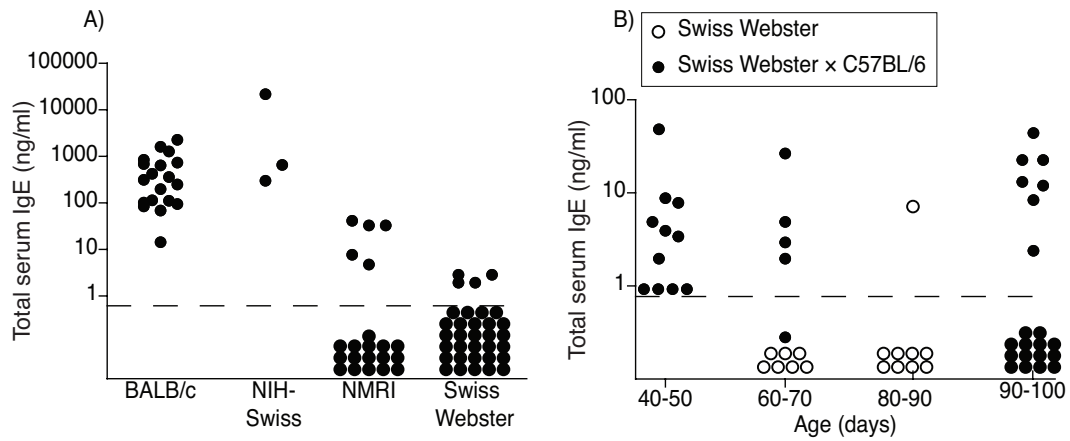 A)
Total serum IgE (ng/ml)
100000
10000
1000
100
10
1
BALB/c
NIH-
Swiss
NMRI
Swiss
Webster
B)
Swiss Webster
Swiss Webster × C57BL/6
Total serum IgE (ng/ml)
100
10
1
40-50
60-70
80-90
90-100
Age (days)